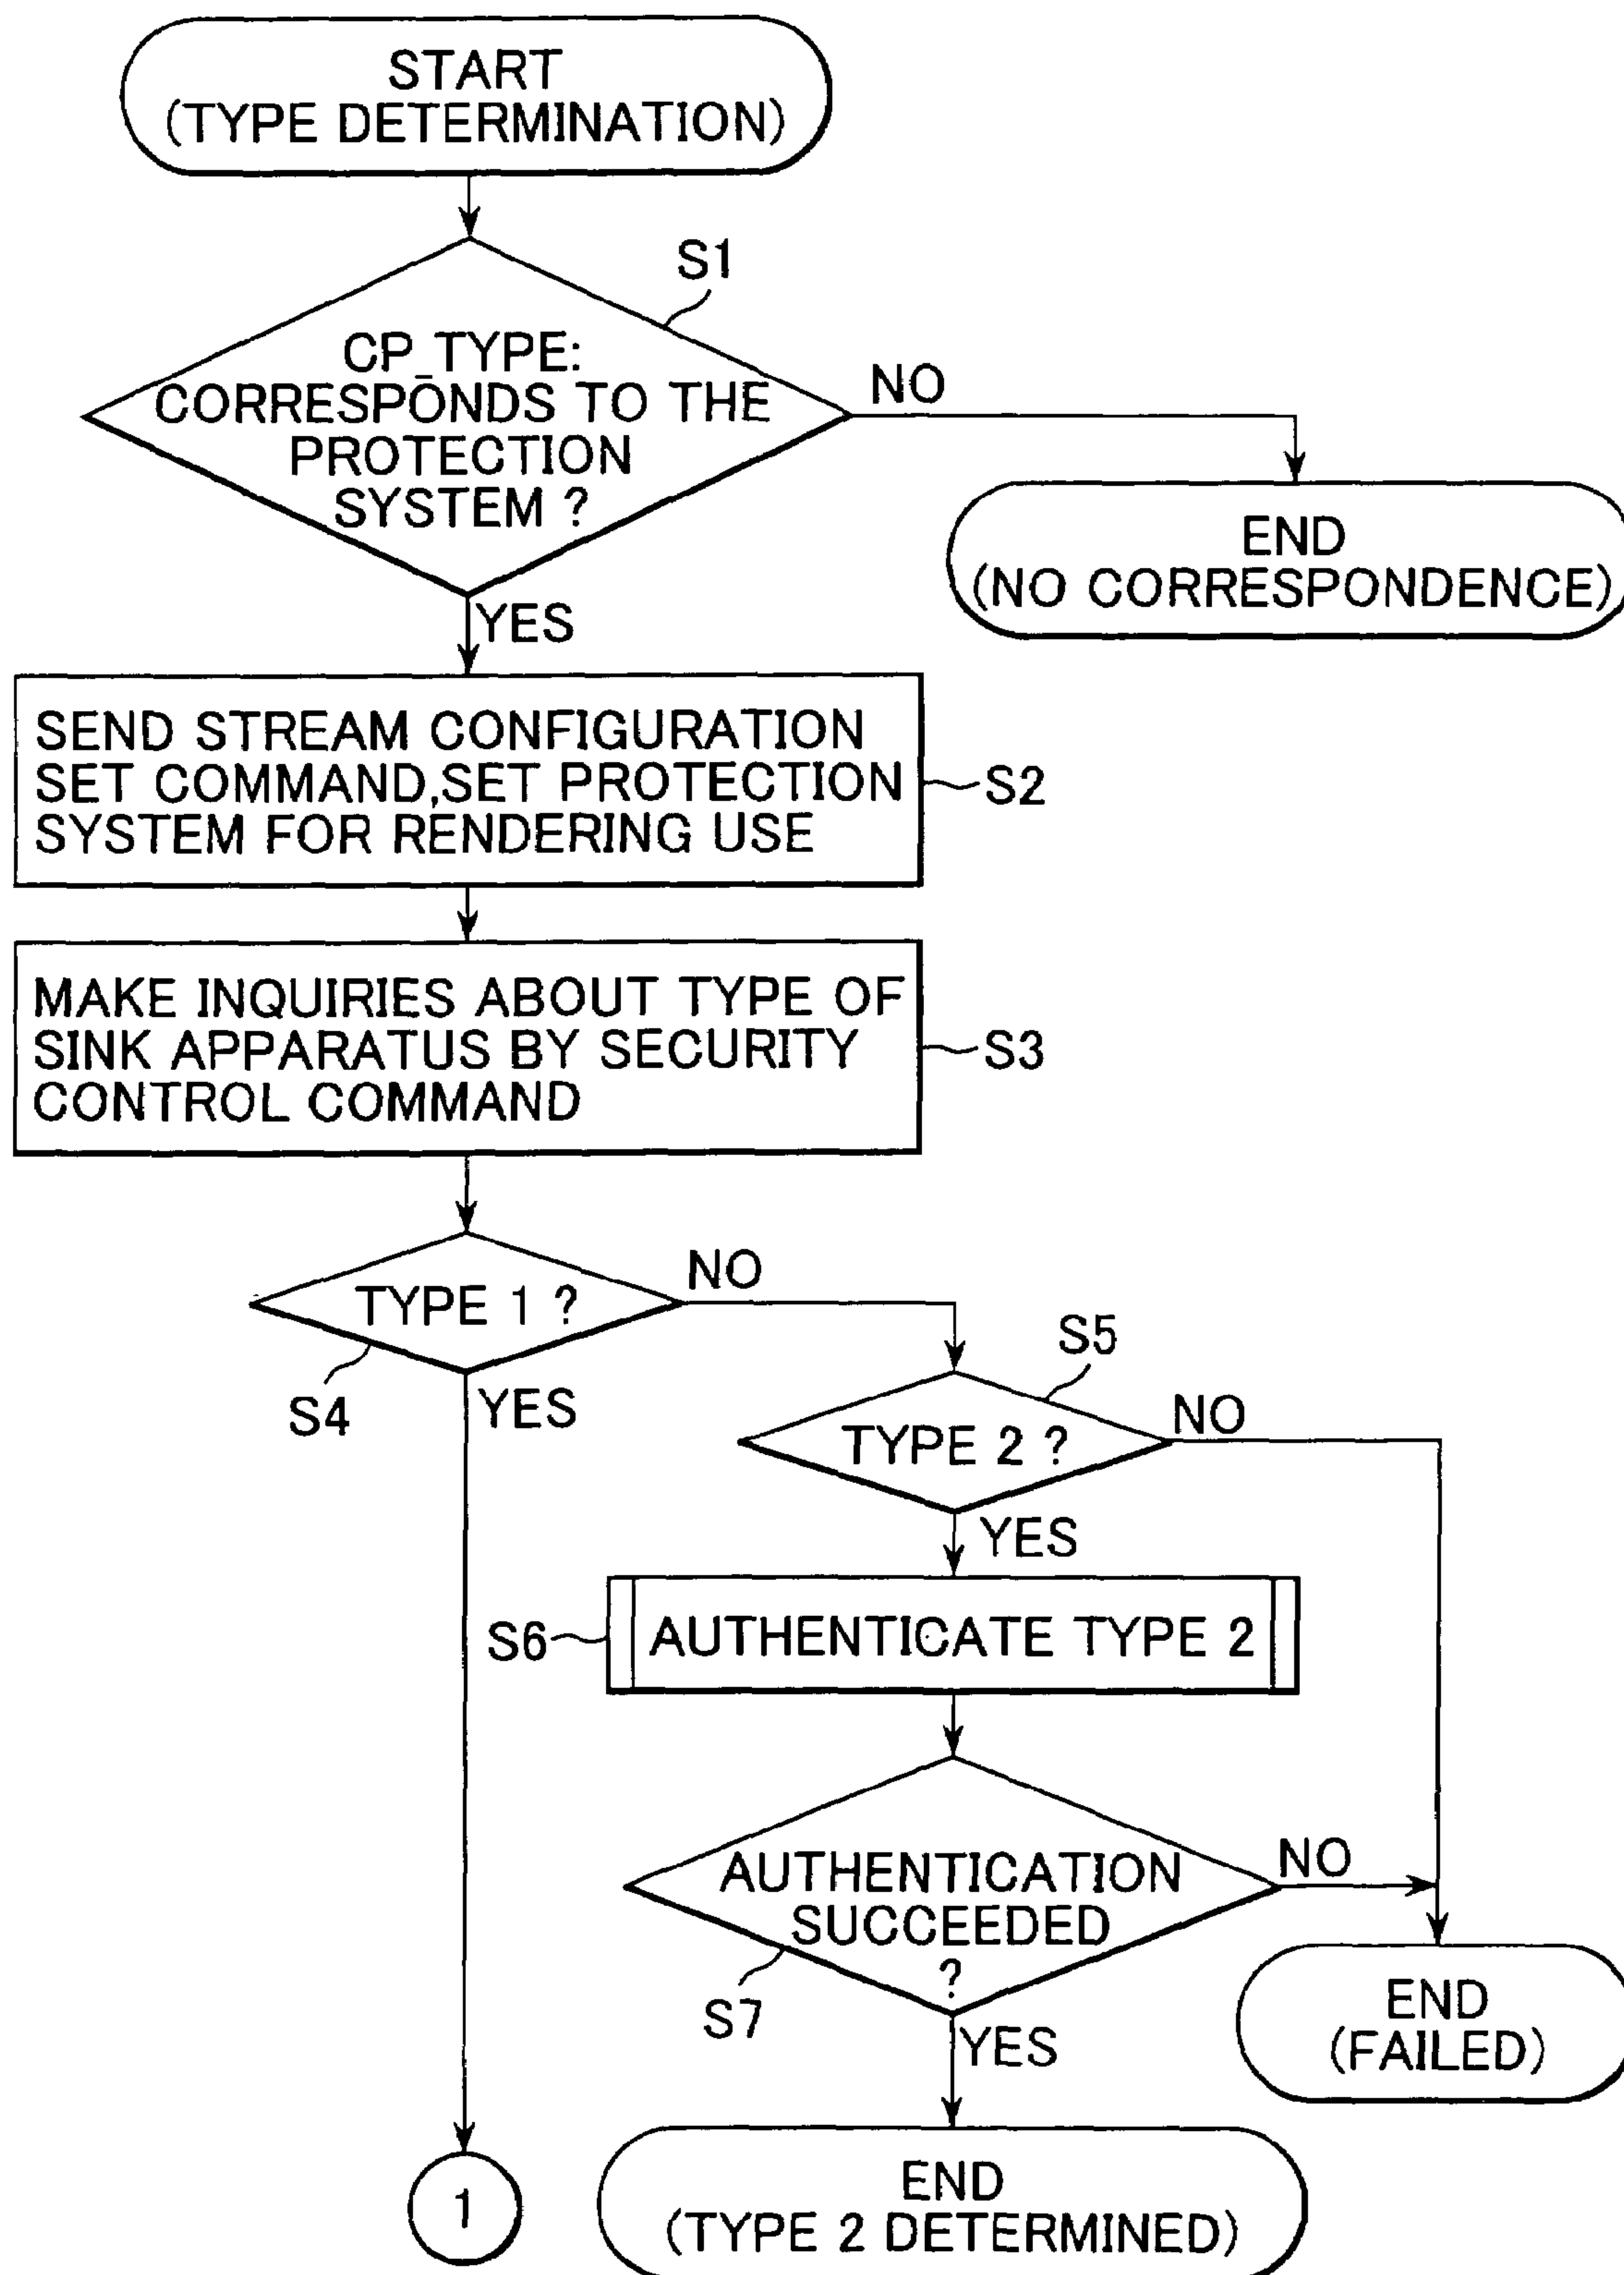 START
(TYPE DETERMINATION)
S1
CP_TYPE:
CORRESPONDS TO THE
PROTECTION
SYSTEM ?
NO
END
(NO CORRESPONDENCE)
YES
SEND STREAM CONFIGURATION
SET COMMAND,SET PROTECTION
SYSTEM FOR RENDERING USE
S2
MAKE INQUIRIES ABOUT TYPE OF
SINK APPARATUS BY SECURITY
CONTROL COMMAND
S3
TYPE 1 ?
NO
S4
YES
S5
TYPE 2 ?
NO
YES
S6
AUTHENTICATE TYPE 2
AUTHENTICATION
SUCCEEDED
?
NO
S7
YES
END
(FAILED)
1
END
(TYPE 2 DETERMINED)